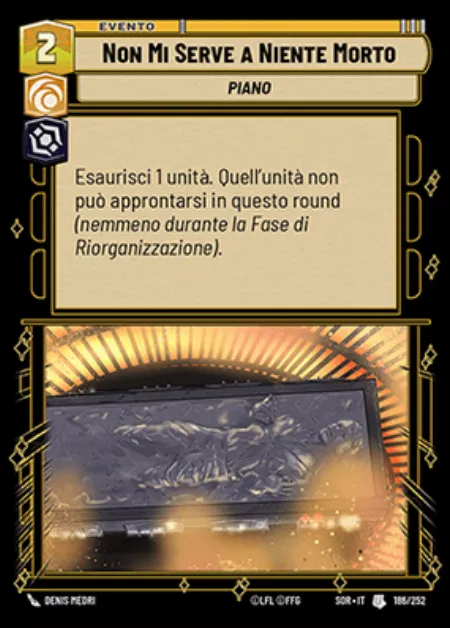 EVENTO
2
NON MI SERVE A NIENTE MORTO
PIANO
Esaurisci 1 unità. Quell'unità non
può approntarsi in questo round
(nemmeno durante la Fase di
Riorganizzazione).
DENIS MEDRI
©LFL ©FFG
SOR • IT
186/252